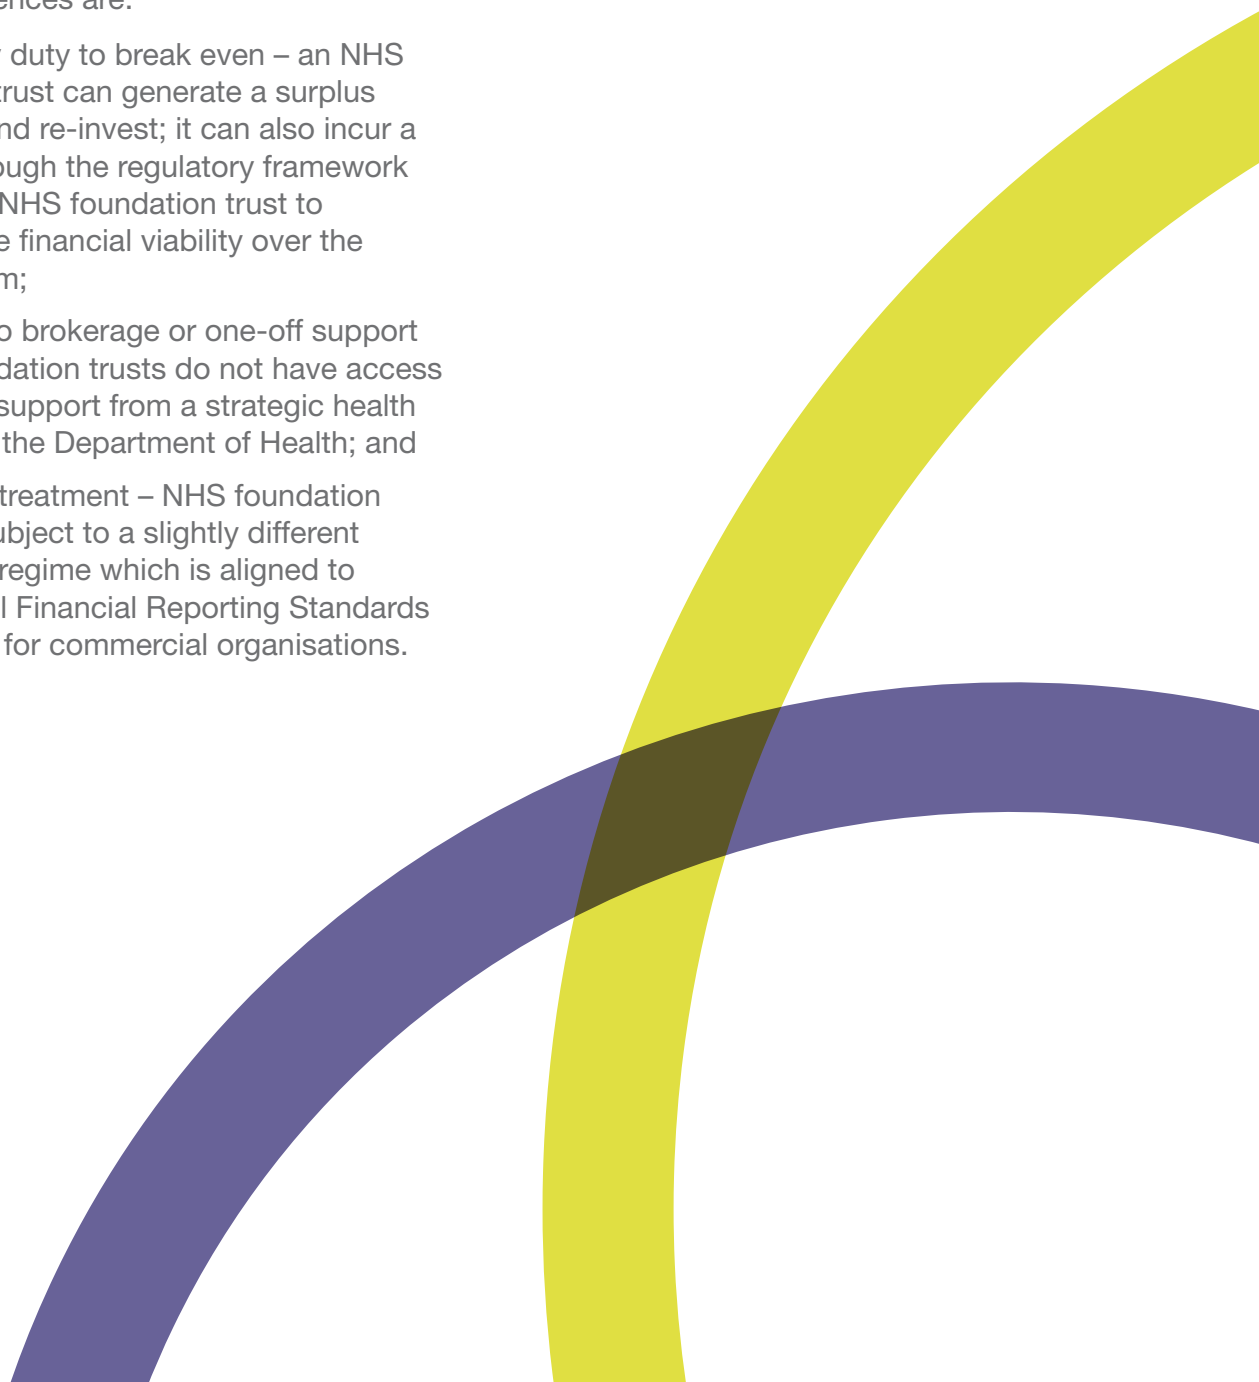 ences are:
duty to break even – an NHS
trust can generate a surplus
nd re-invest; it can also incur a
ough the regulatory framework
NHS foundation trust to
e financial viability over the
m;
o brokerage or one-off support
dation trusts do not have access
support from a strategic health
the Department of Health; and
treatment – NHS foundation
ubject to a slightly different
regime which is aligned to
l Financial Reporting Standards
for commercial organisations.